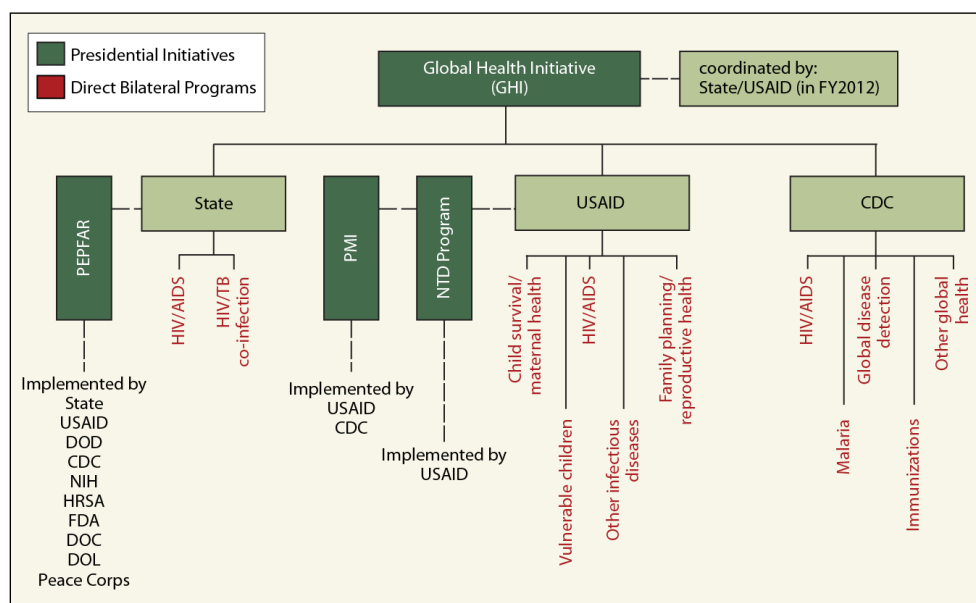 Presidential Initiatives
Direct Bilateral Programs
Global Health Initiative
(GHI)
coordinated by:
State/USAID (in FY2012)
PEPFAR
State
PMI
NTD Program
USAID
CDC
HIV/AIDS
HIV/TB
co-infection
Child survival/
maternal health
Vulnerable children
HIV/AIDS
Other infectious
diseases
Family planning/
reproductive health
HIV/AIDS
Malaria
Global disease
detection
Immunizations
Other global
health
Implemented by
State
USAID
DOD
CDC
NIH
HRSA
FDA
DOC
DOL
Peace Corps
Implemented by
USAID
CDC
Implemented by
USAID